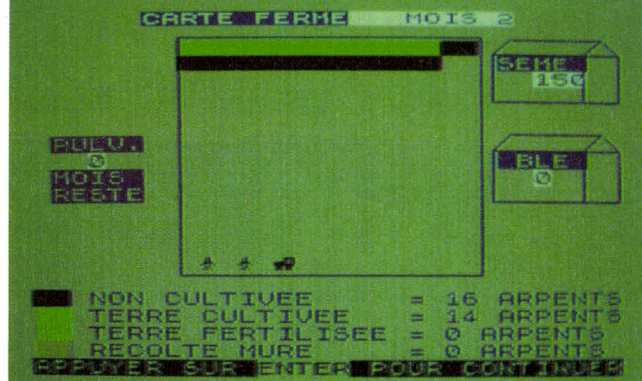 CARTE FERME MOIS 2
SEME
150
PULV.
0
MOIS
RESTE
BLE
0
NON CULTIVEE = 16 ARPENTS
TERRE CULTIVEE = 14 ARPENTS
TERRE FERTILISEE = 0 ARPENTS
RECOLTE MURE = 0 ARPENTS
APPUYER SUR ENTER POUR CONTINUER